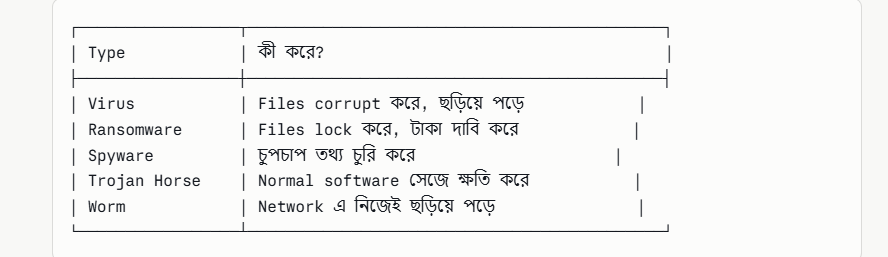 Type কী করে?
Virus Files corrupt করে, ছড়িয়ে পড়ে
Ransomware Files lock করে, টাকা দাবি করে
Spyware চুপচাপ তথ্য চুরি করে
Trojan Horse Normal software সেজে ক্ষতি করে
Worm Network এ নিজেই ছড়িয়ে পড়ে